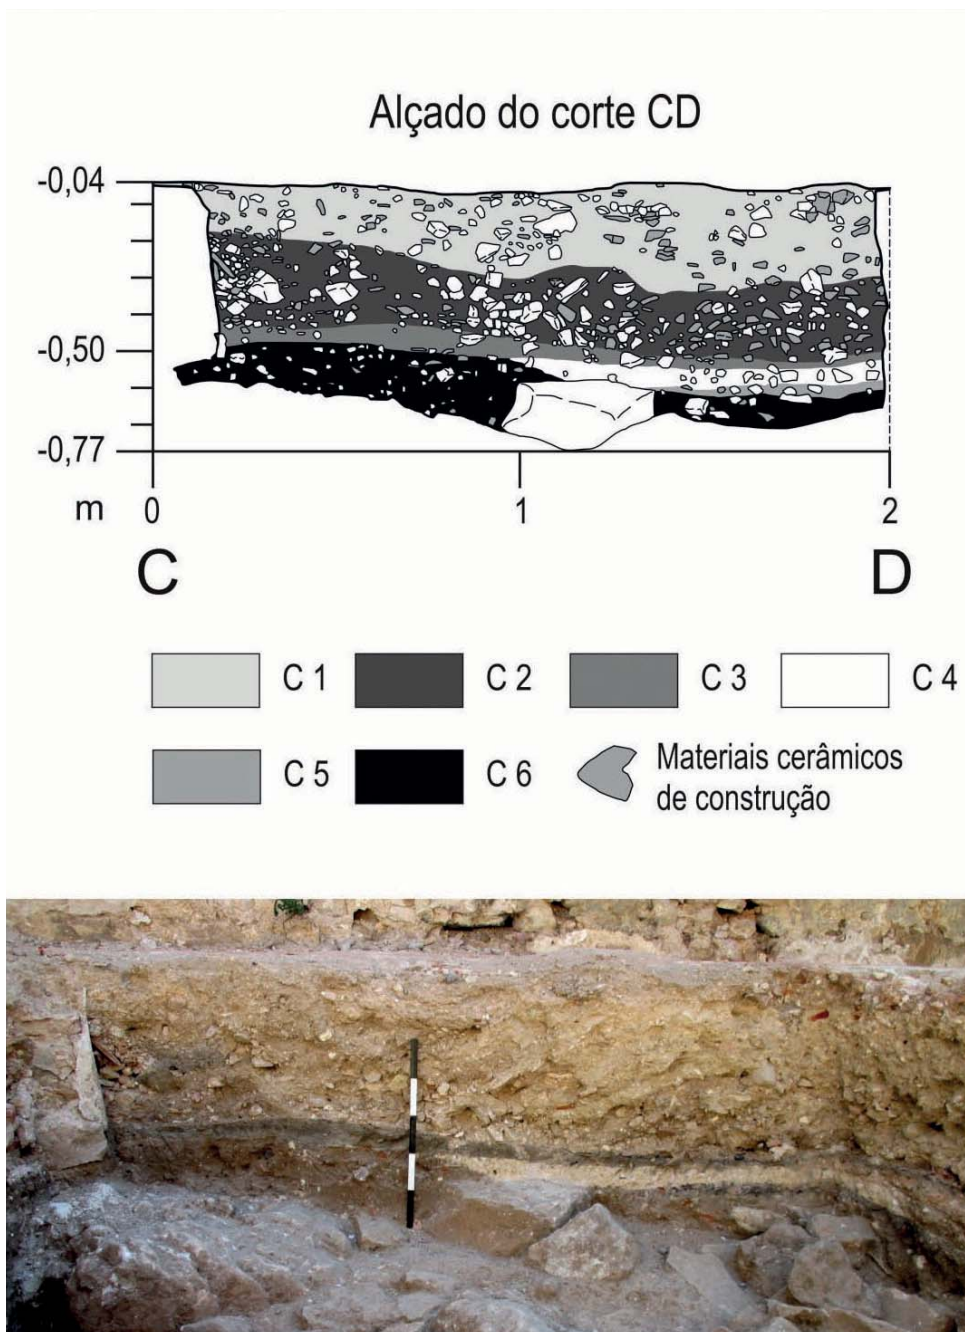 Alçado do corte CD
-0,04
-0,50
-0,77
m 0 1 2
C D
C 1 C 2 C 3 C 4
C 5 C 6 Materiais cerâmicos
de construção